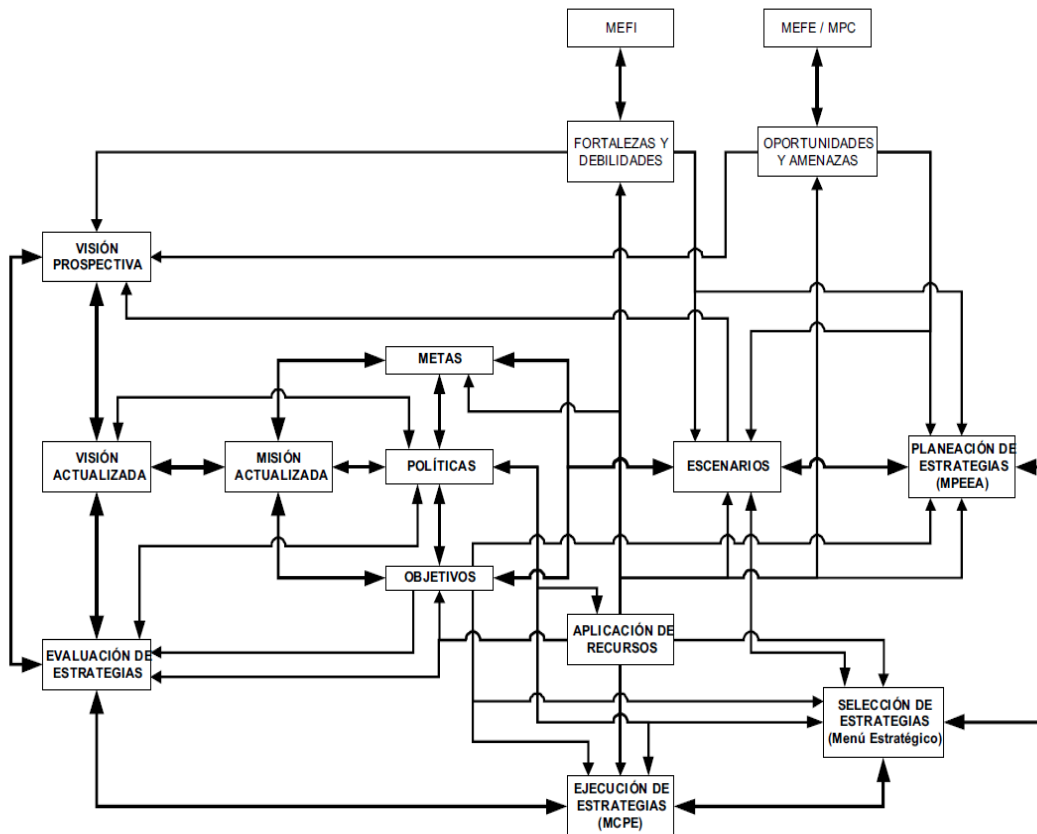 MEFI
MEFE / MPC
FORTALEZAS Y
DEBILIDADES
OPORTUNIDADES
Y AMENAZAS
VISIÓN
PROSPECTIVA
METAS
VISIÓN
ACTUALIZADA
MISIÓN
ACTUALIZADA
POLÍTICAS
ESCENARIOS
PLANEACIÓN DE
ESTRATEGIAS
(MPEEA)
OBJETIVOS
EVALUACIÓN DE
ESTRATEGIAS
APLICACIÓN DE
RECURSOS
SELECCIÓN DE
ESTRATEGIAS
(Menú Estratégico)
EJECUCIÓN DE
ESTRATEGIAS
(MCPE)